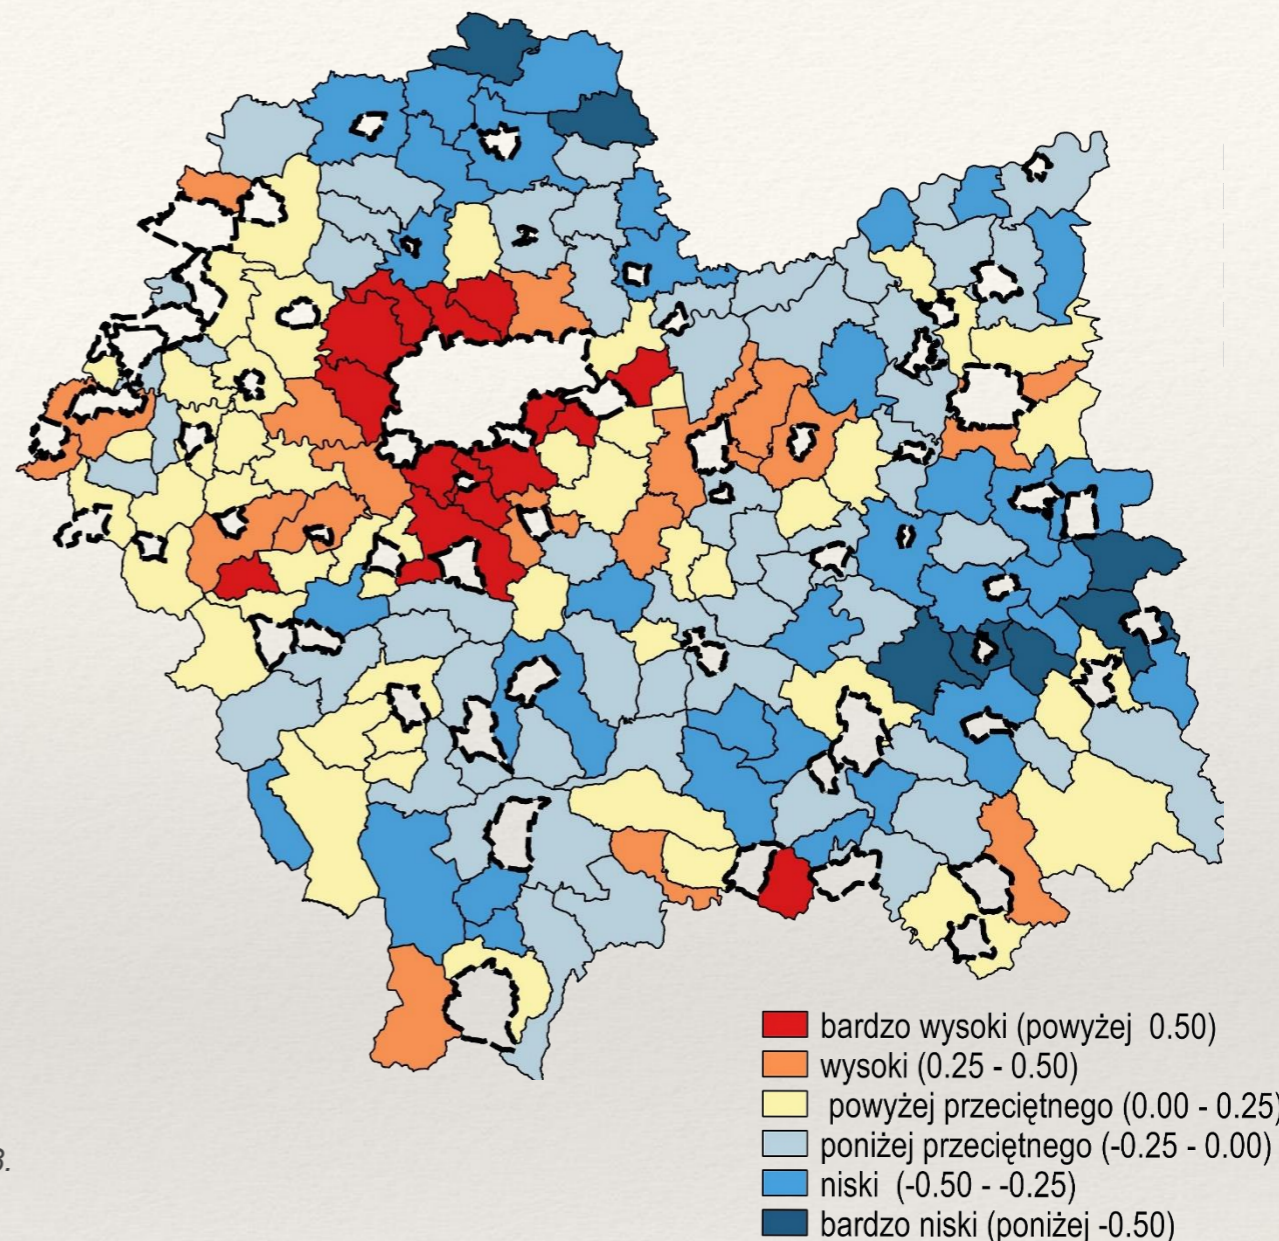 bardzo wysoki (powyżej 0.50)
wysoki (0.25 - 0.50)
powyżej przeciętnego (0.00 - 0.25)
poniżej przeciętnego (-0.25 - 0.00)
niski (-0.50 - -0.25)
bardzo niski (poniżej -0.50)